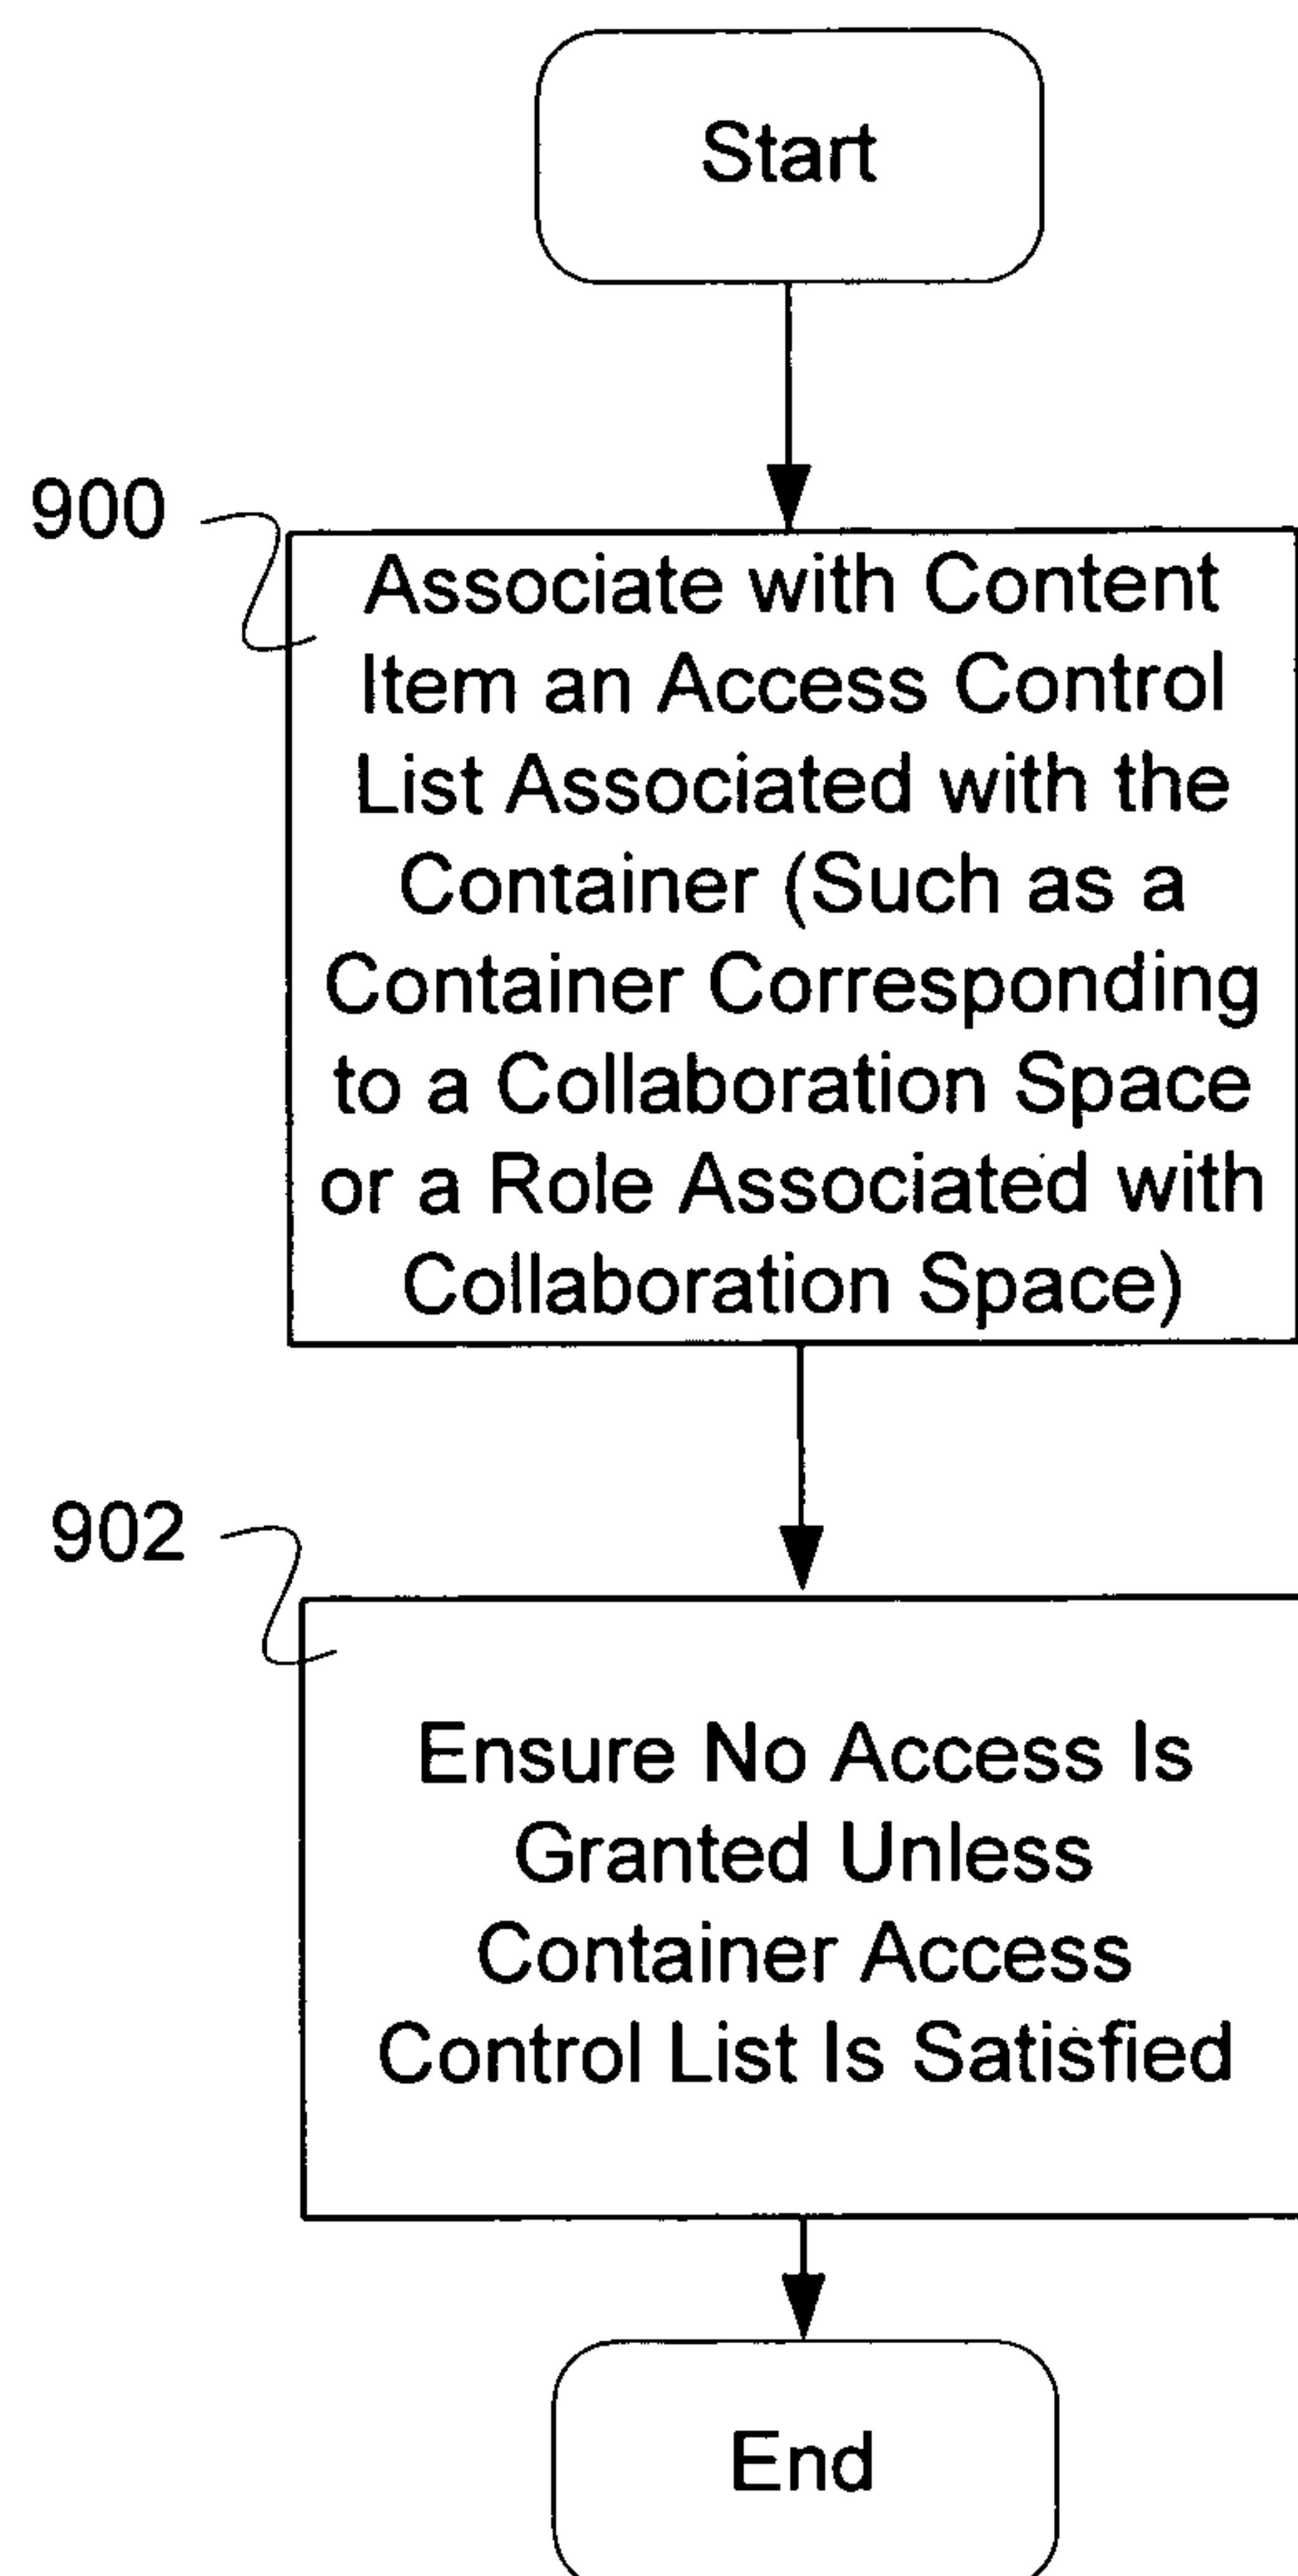 Start
900
Associate with Content
Item an Access Control
List Associated with the
Container (Such as a
Container Corresponding
to a Collaboration Space
or a Role Associated with
Collaboration Space)
902
Ensure No Access Is
Granted Unless
Container Access
Control List Is Satisfied
End